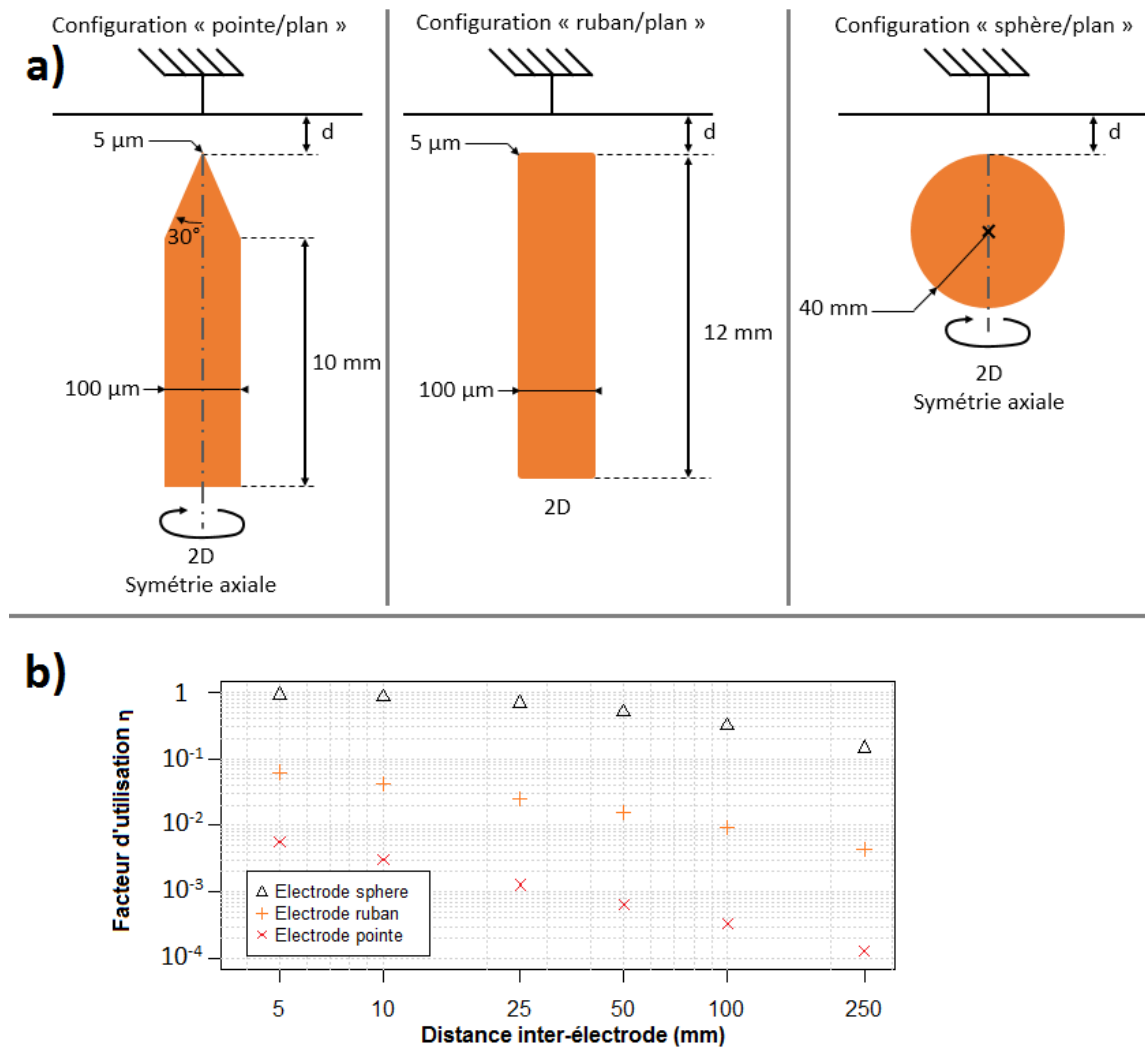 a)
Configuration « pointe/plan »
5 µm
d
30°
10 mm
100 µm
2D
Symétrie axiale
Configuration « ruban/plan »
5 µm
d
12 mm
100 µm
2D
Configuration « sphère/plan »
d
40 mm
2D
Symétrie axiale
b)
Facteur d'utilisation η
1
10-1
10-2
10-3
10-4
Electrode sphere
Electrode ruban
Electrode pointe
5 10 25 50 100 250
Distance inter-électrode (mm)